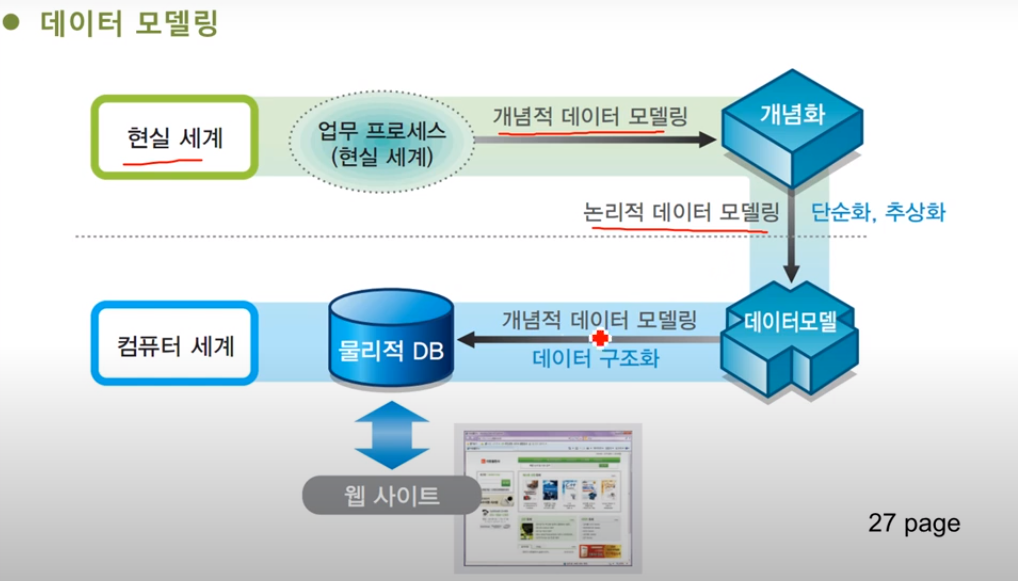 데이터 모델링
현실 세계
업무 프로세스
(현실 세계)
개념적 데이터 모델링
개념화
논리적 데이터 모델링
단순화, 추상화
컴퓨터 세계
물리적 DB
개념적 데이터 모델링
데이터 구조화
데이터모델
웹 사이트
27 page